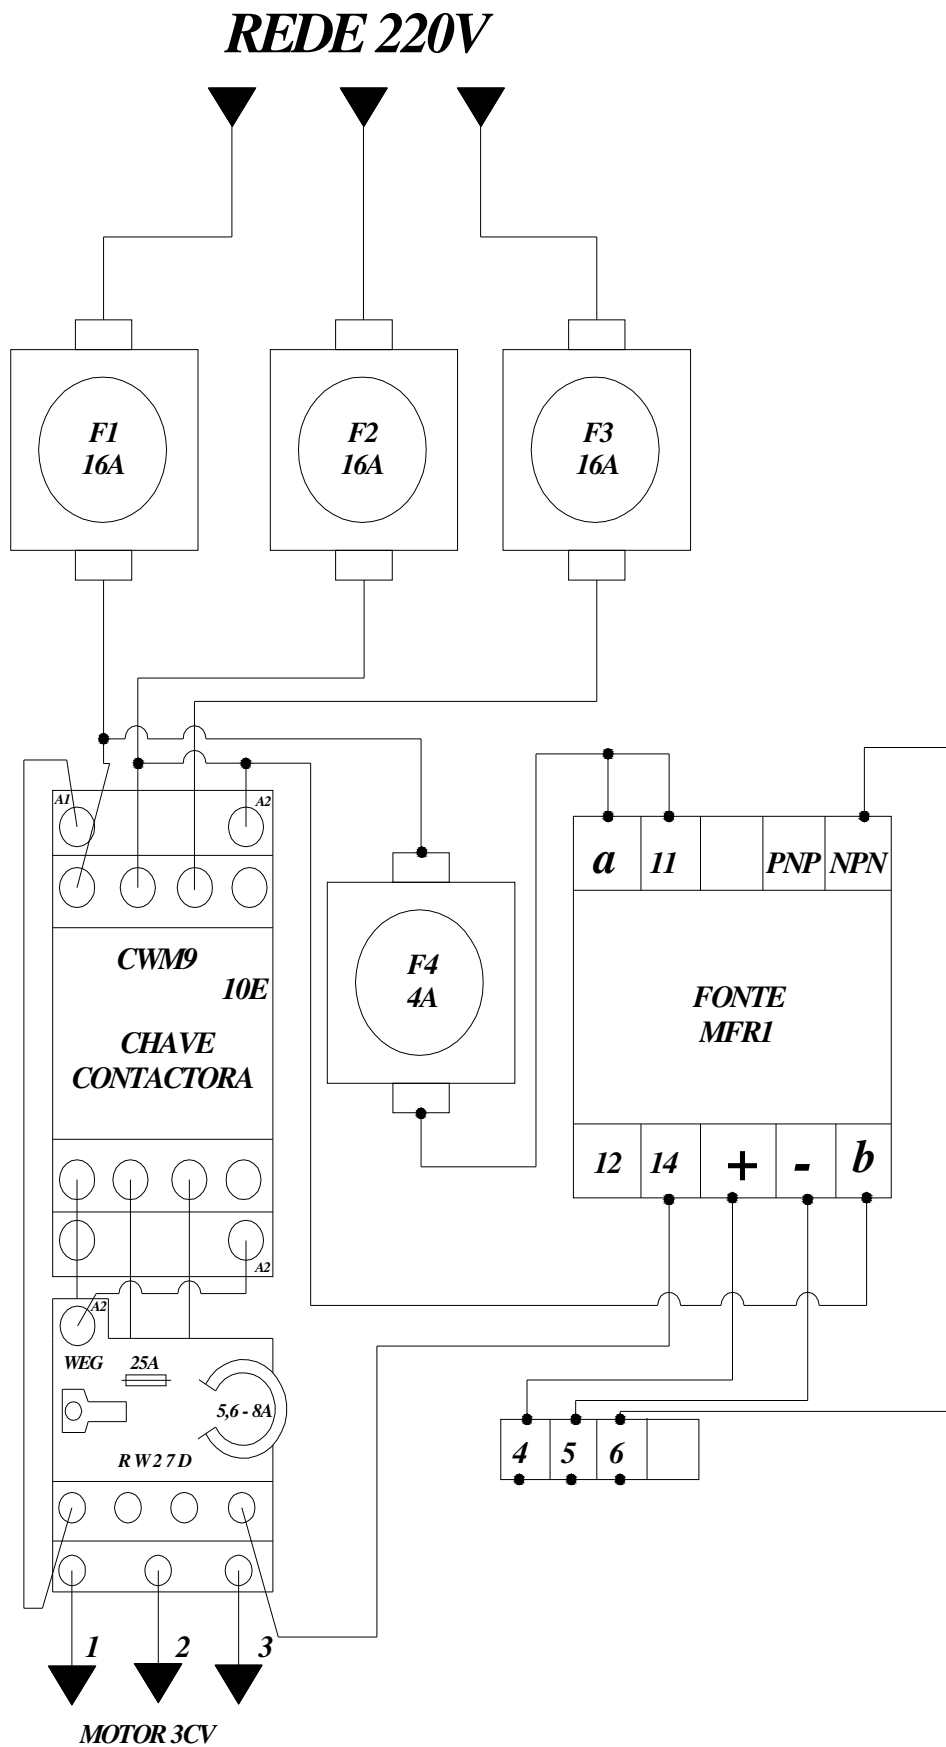 REDE 220V
F1
16A
F2
16A
F3
16A
A1
A2
a
11
PNP
NPN
CWM9
10E
CHAVE
CONTACTORA
F4
4A
FONTE
MFR1
12
14
+
-
b
A2
A2
WEG
25A
5,6 - 8A
RW27D
4
5
6
1
2
3
MOTOR 3CV